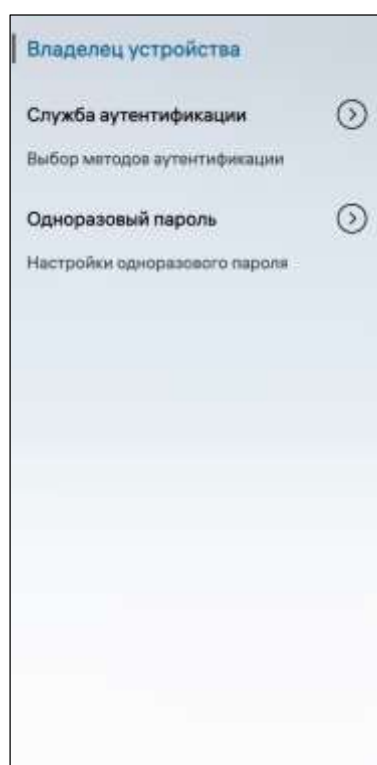 Владелец устройства
Служба аутентификации
Выбор методов аутентификации
Одноразовый пароль
Настройки одноразового пароля